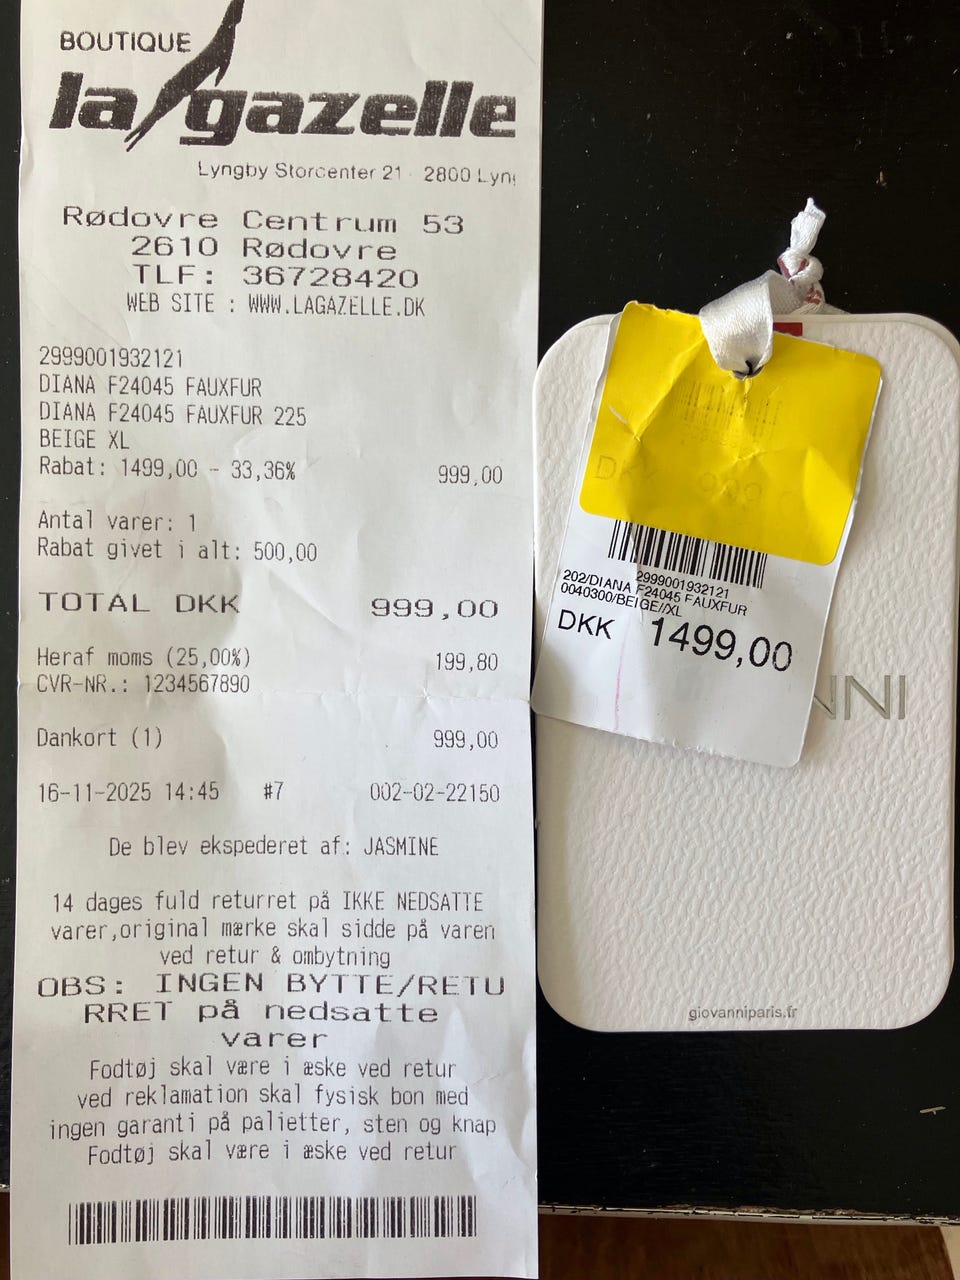 BOUTIQUE
la gazelle
Lyngby Storcenter 21 · 2800
Rødovre Centrum 53
2610 Rødovre
TLF: 36728420
WEB SITE : WWW.LAGAZELLE.DK
2999001932121
DIANA F24045 FAUXFUR
DIANA F24045 FAUXFUR 225
BEIGE XL
Rabat: 1499,00 - 33,36% 999,00
Antal varer: 1
Rabat givet i alt: 500,00
TOTAL DKK 999,00
Heraf moms (25,00%) 199,80
CVR-NR.: 1234567890
Dankort (1) 999,00
16-11-2025 14:45 #7 002-02-22150
De blev ekspederet af: JASMINE
14 dages fuld returret på IKKE NEDSATTE
varer,original mærke skal sidde på varen
ved retur & ombytning
OBS: INGEN BYTTE/RETU
RRET på nedsatte
varer
Fodtøj skal være i æske ved retur
ved reklamation skal fysisk bon med
ingen garanti på palietter, sten og knap
Fodtøj skal være i æske ved retur
DKK
2999001932121
202/DIANA F24045 FAUXFUR
0040300/BEIGE//XL
DKK 1499,00
NNI
giovanniparis.fr